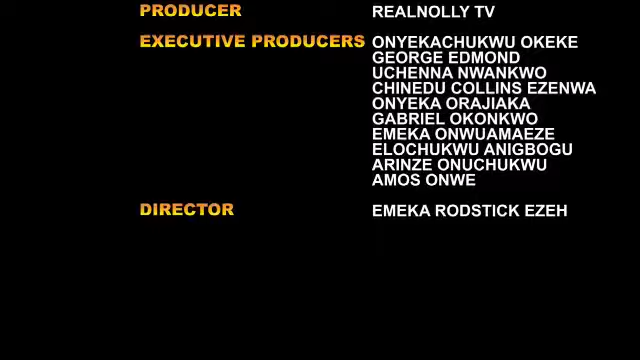 PRODUCER REALNOLLY TV
EXECUTIVE PRODUCERS ONYEKACHUKWU OKEKE
GEORGE EDMOND
UCHENNA NWANKWO
CHINEDU COLLINS EZENWA
ONYEKA ORAJIAKA
GABRIEL OKONKWO
EMEKA ONWUAMAEZE
ELOCHUKWU ANIGBOGU
ARINZE ONUCHUKWU
AMOS ONWE
DIRECTOR EMEKA RODSTICK EZEH